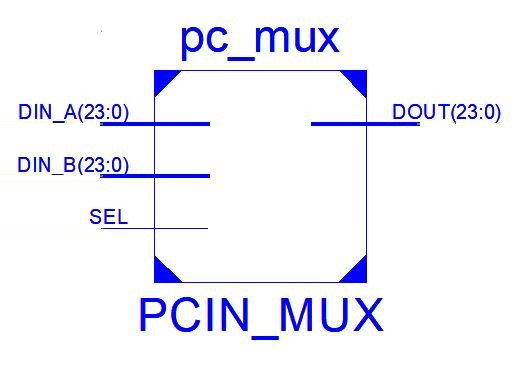 pc_mux
DIN_A(23:0)
DOUT(23:0)
DIN_B(23:0)
SEL
PCIN_MUX